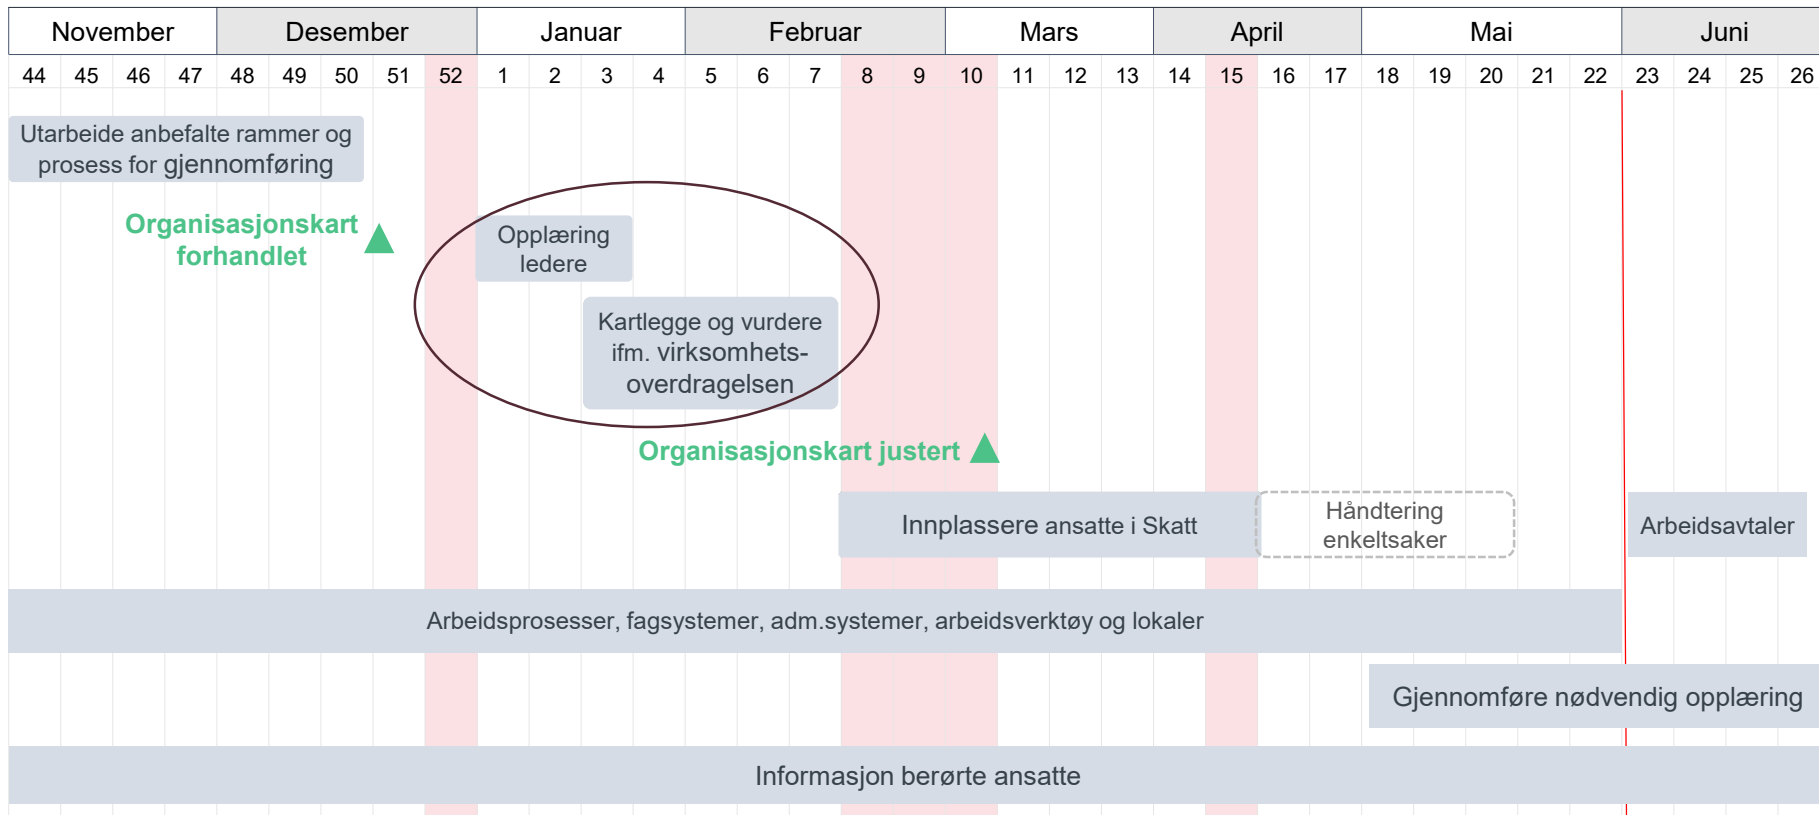 November Desember Januar Februar Mars April Mai Juni
44 45 46 47 48 49 50 51 52 1 2 3 4 5 6 7 8 9 10 11 12 13 14 15 16 17 18 19 20 21 22 23 24 25 26
Utarbeide anbefalte rammer og
prosess for gjennomføring
Organisasjonskart
forhandlet
Opplæring
ledere
Kartlegge og vurdere
ifm. virksomhets-
overdragelsen
Organisasjonskart justert
Innplassere ansatte i Skatt
Håndtering
enkeltsaker
Arbeidsavtaler
Arbeidsprosesser, fagsystemer, adm.systemer, arbeidsverktøy og lokaler
Gjennomføre nødvendig opplæring
Informasjon berørte ansatte